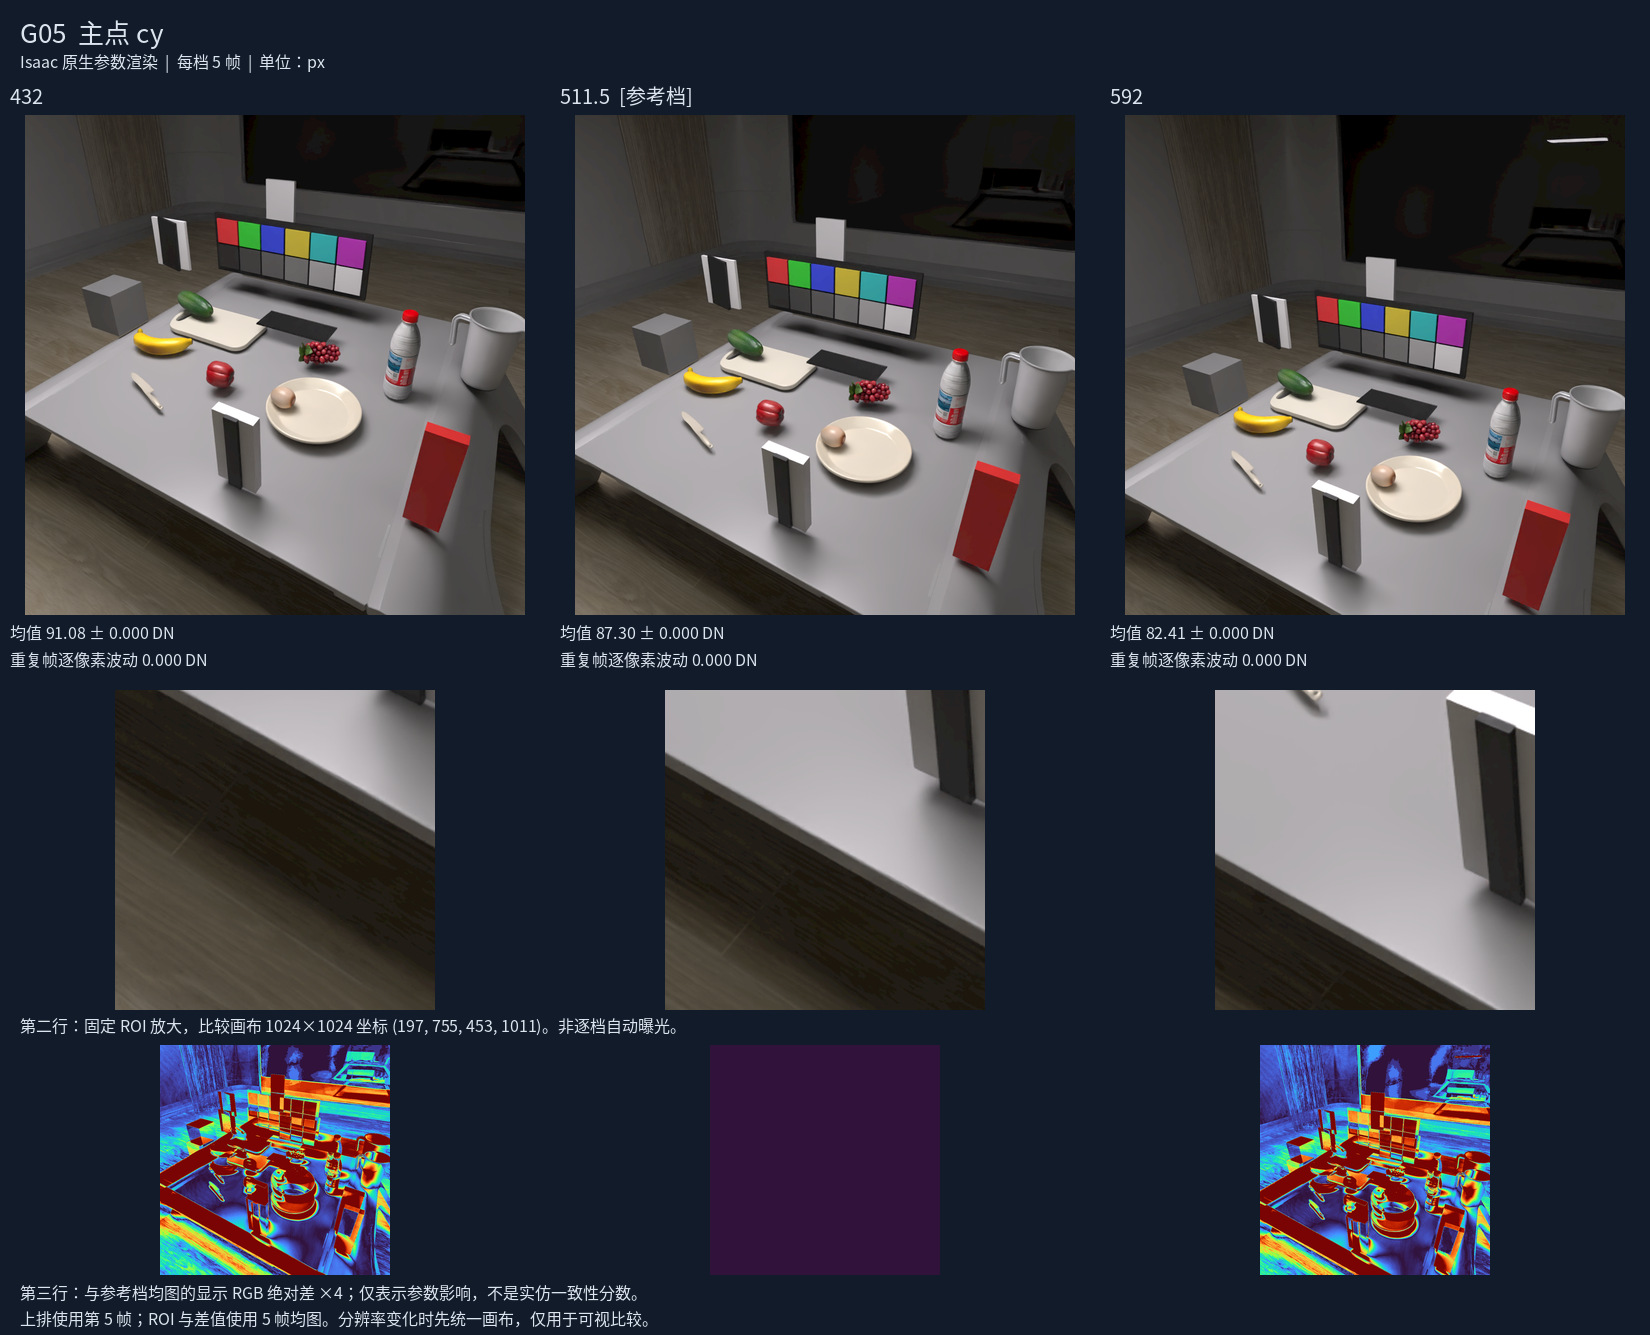 G05 主点 cy
Isaac 原生参数渲染 | 每档 5 帧 | 单位：px
432
511.5 [参考档]
592
均值 91.08 ± 0.000 DN
重复帧逐像素波动 0.000 DN
均值 87.30 ± 0.000 DN
重复帧逐像素波动 0.000 DN
均值 82.41 ± 0.000 DN
重复帧逐像素波动 0.000 DN
第二行：固定 ROI 放大，比较画布 1024×1024 坐标 (197, 755, 453, 1011)。非逐档自动曝光。
第三行：与参考档均图的显示 RGB 绝对差 ×4；仅表示参数影响，不是实仿一致性分数。
上排使用第 5 帧；ROI 与差值使用 5 帧均图。分辨率变化时先统一画布，仅用于可视比较。